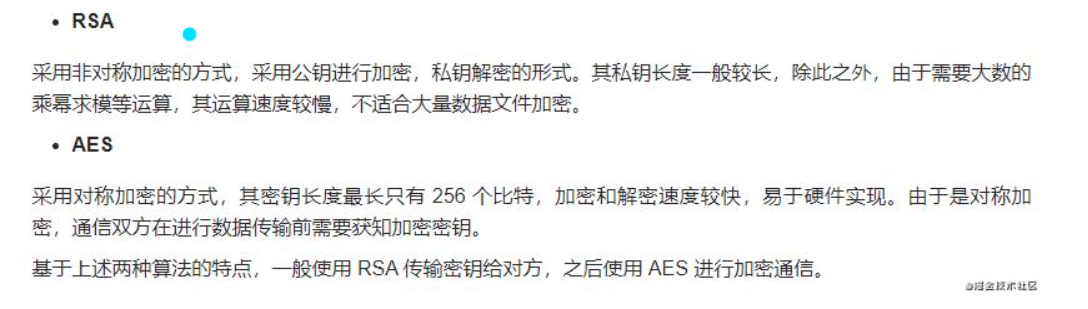 • RSA
采用非对称加密的方式，采用公钥进行加密，私钥解密的形式。其私钥长度一般较长，除此之外，由于需要大数的
乘幂求模等运算，其运算速度较慢，不适合大量数据文件加密。
• AES
采用对称加密的方式，其密钥长度最长只有 256 个比特，加密和解密速度较快，易于硬件实现。由于是对称加
密，通信双方在进行数据传输前需要获知加密密钥。
基于上述两种算法的特点，一般使用 RSA 传输密钥给对方，之后使用 AES 进行加密通信。
@掘金技术社区